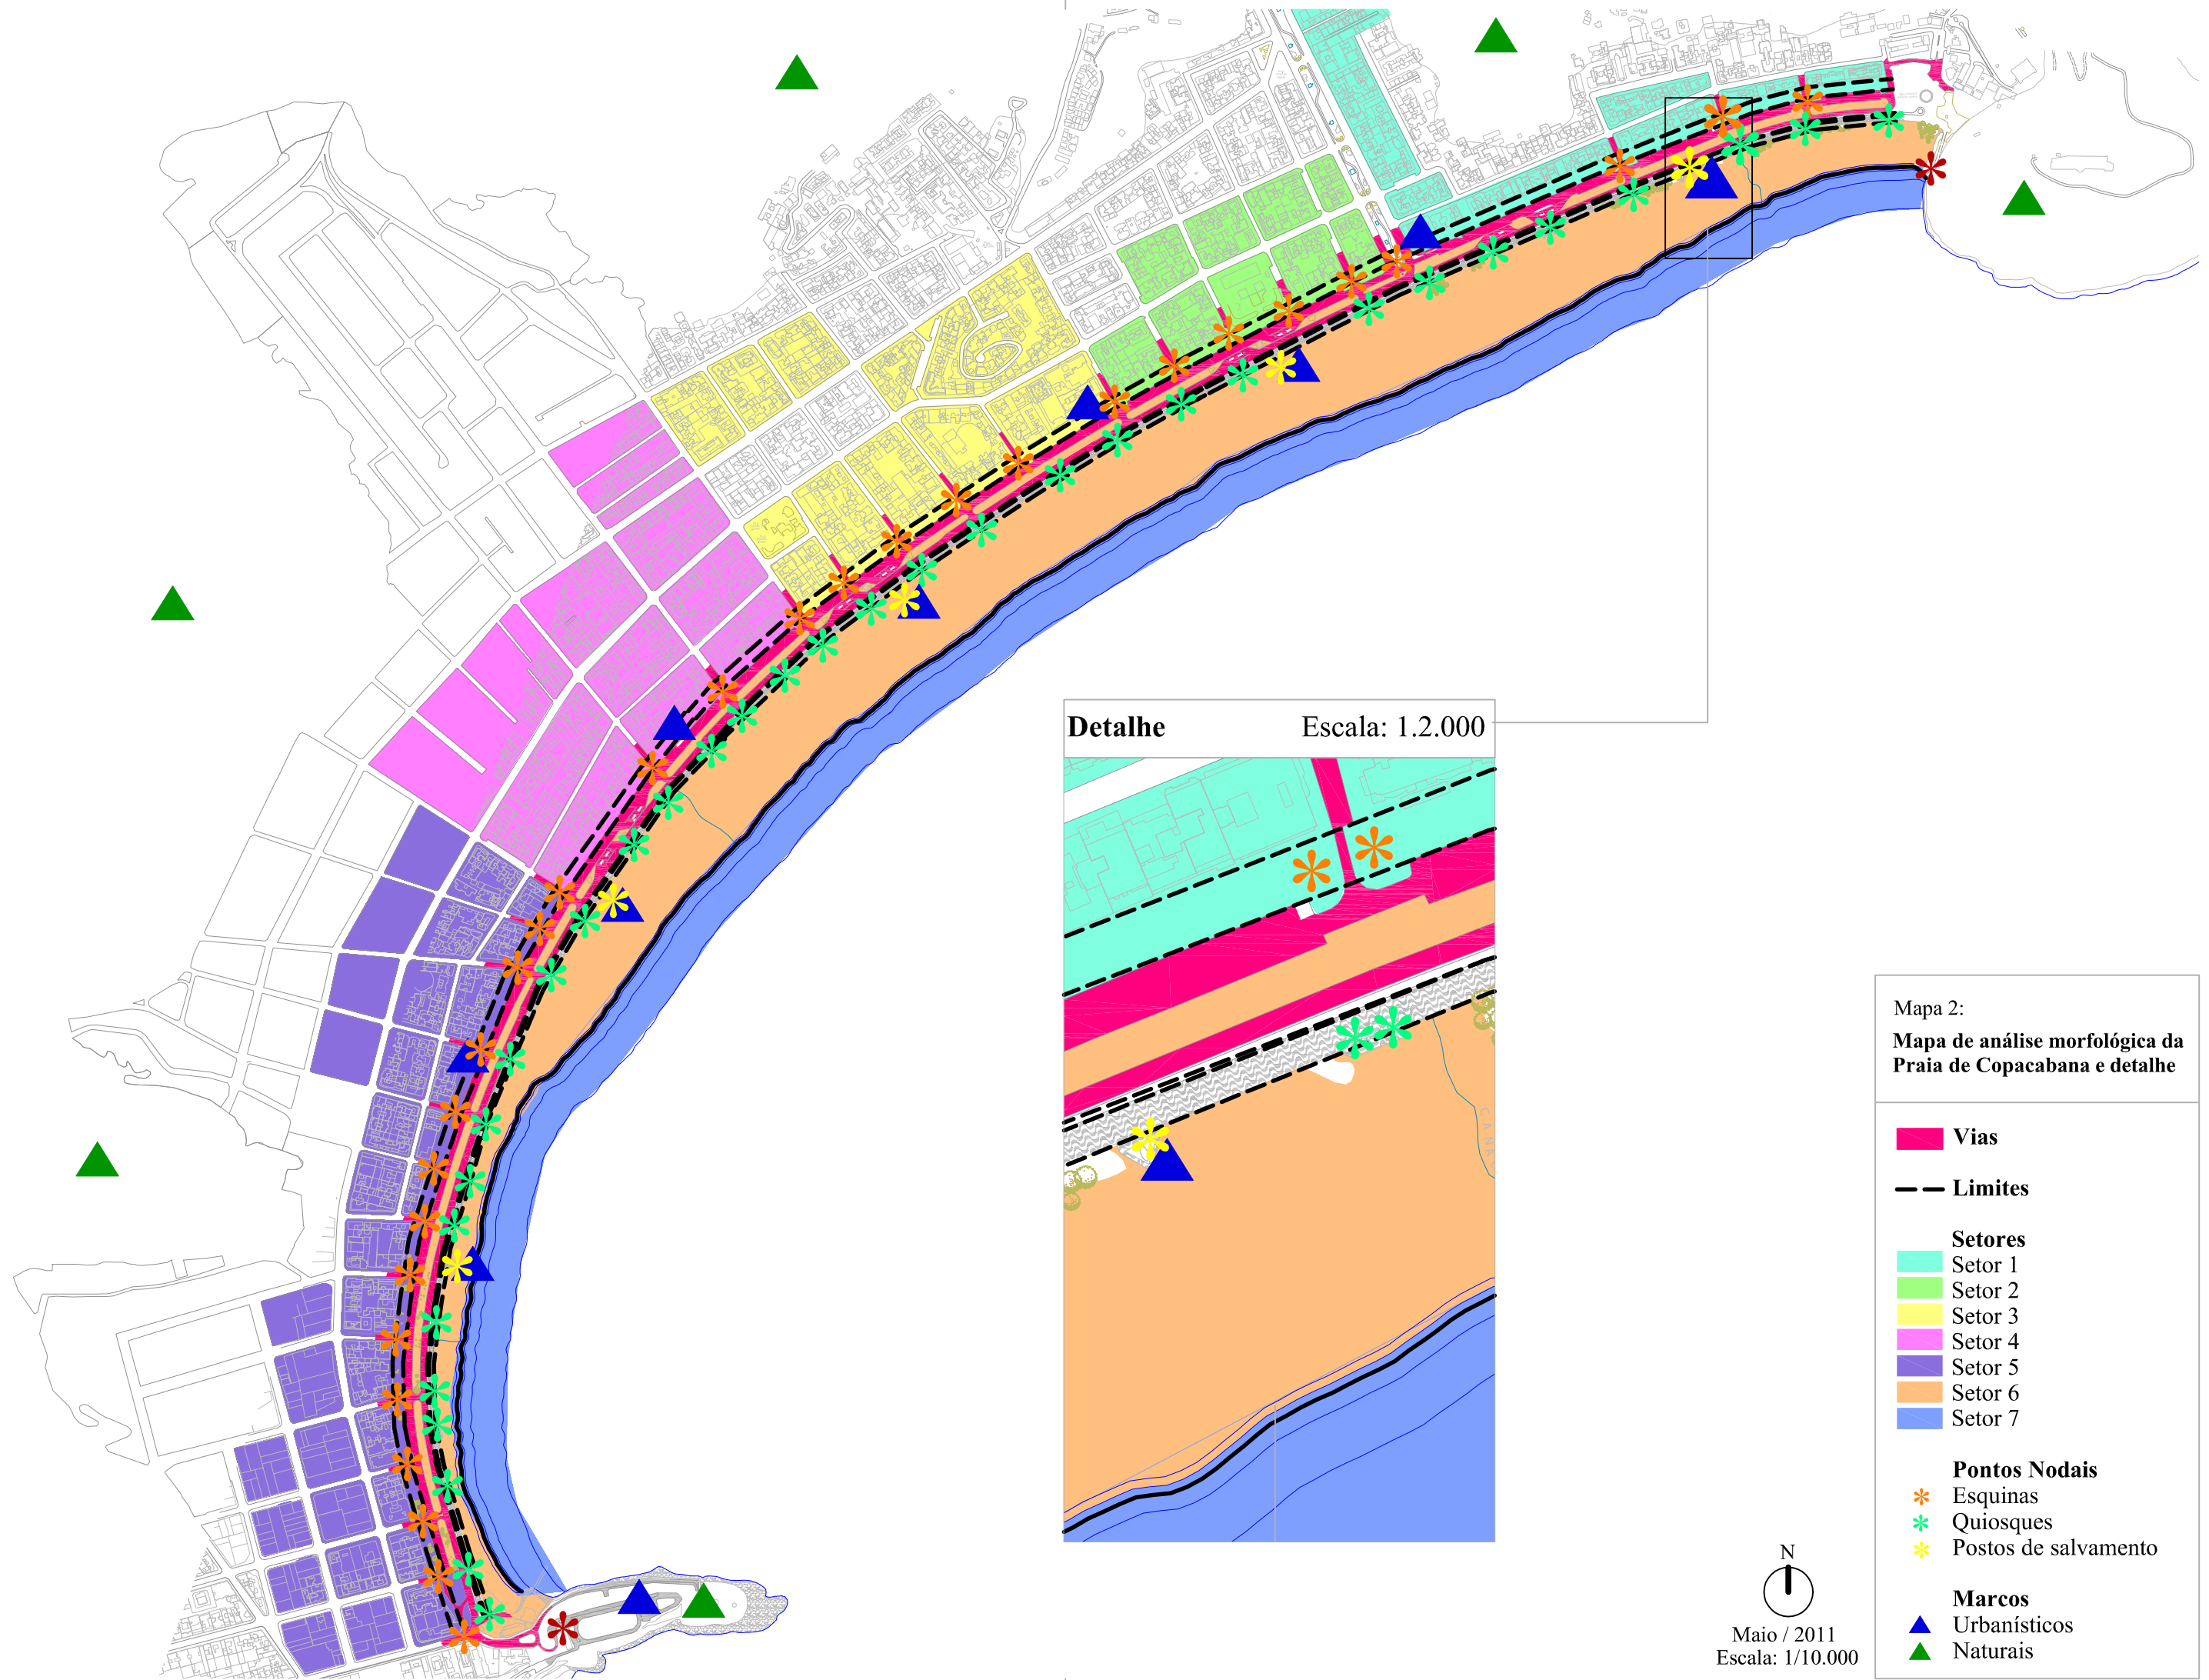 Detalhe Escala: 1.2.000
CANA
Mapa 2:
Mapa de análise morfológica da
Praia de Copacabana e detalhe
Vias
Limites
Setores
Setor 1
Setor 2
Setor 3
Setor 4
Setor 5
Setor 6
Setor 7
Pontos Nodais
Esquinas
Quiosques
Postos de salvamento
Marcos
Urbanísticos
Naturais
N
Maio / 2011
Escala: 1/10.000